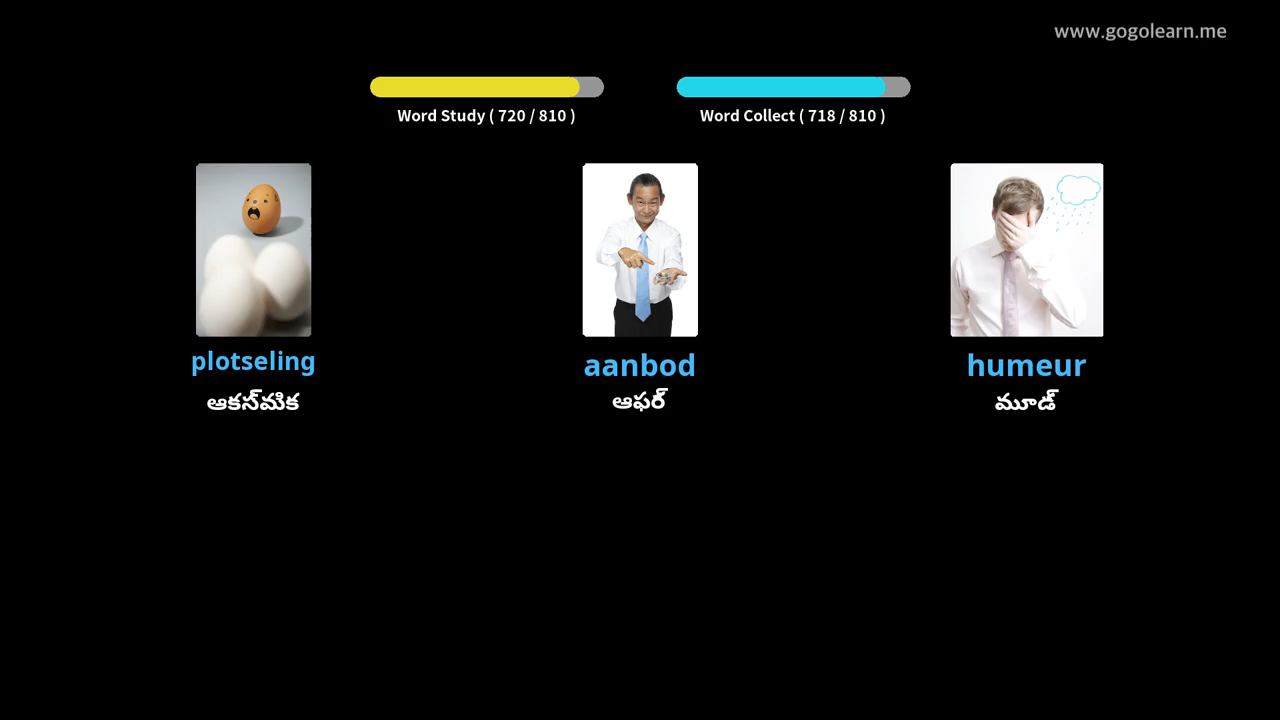 www.gogolearn.me
Word Study ( 720 / 810 )
Word Collect ( 718 / 810 )
plotseling
aanbod
humeur
ఆకస్మిక
ఆఫర్
మూడ్